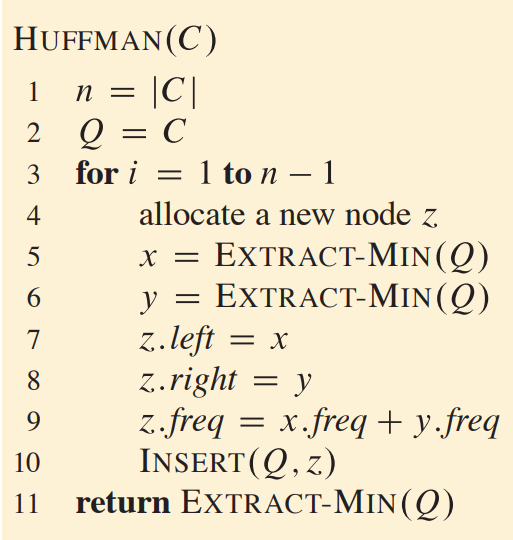 HUFFMAN(C)
1 n = |C|
2 Q = C
3 for i = 1 to n − 1
4 allocate a new node z
5 x = EXTRACT-MIN(Q)
6 y = EXTRACT-MIN(Q)
7 z.left = x
8 z.right = y
9 z.freq = x.freq + y.freq
10 INSERT(Q, z)
11 return EXTRACT-MIN(Q)